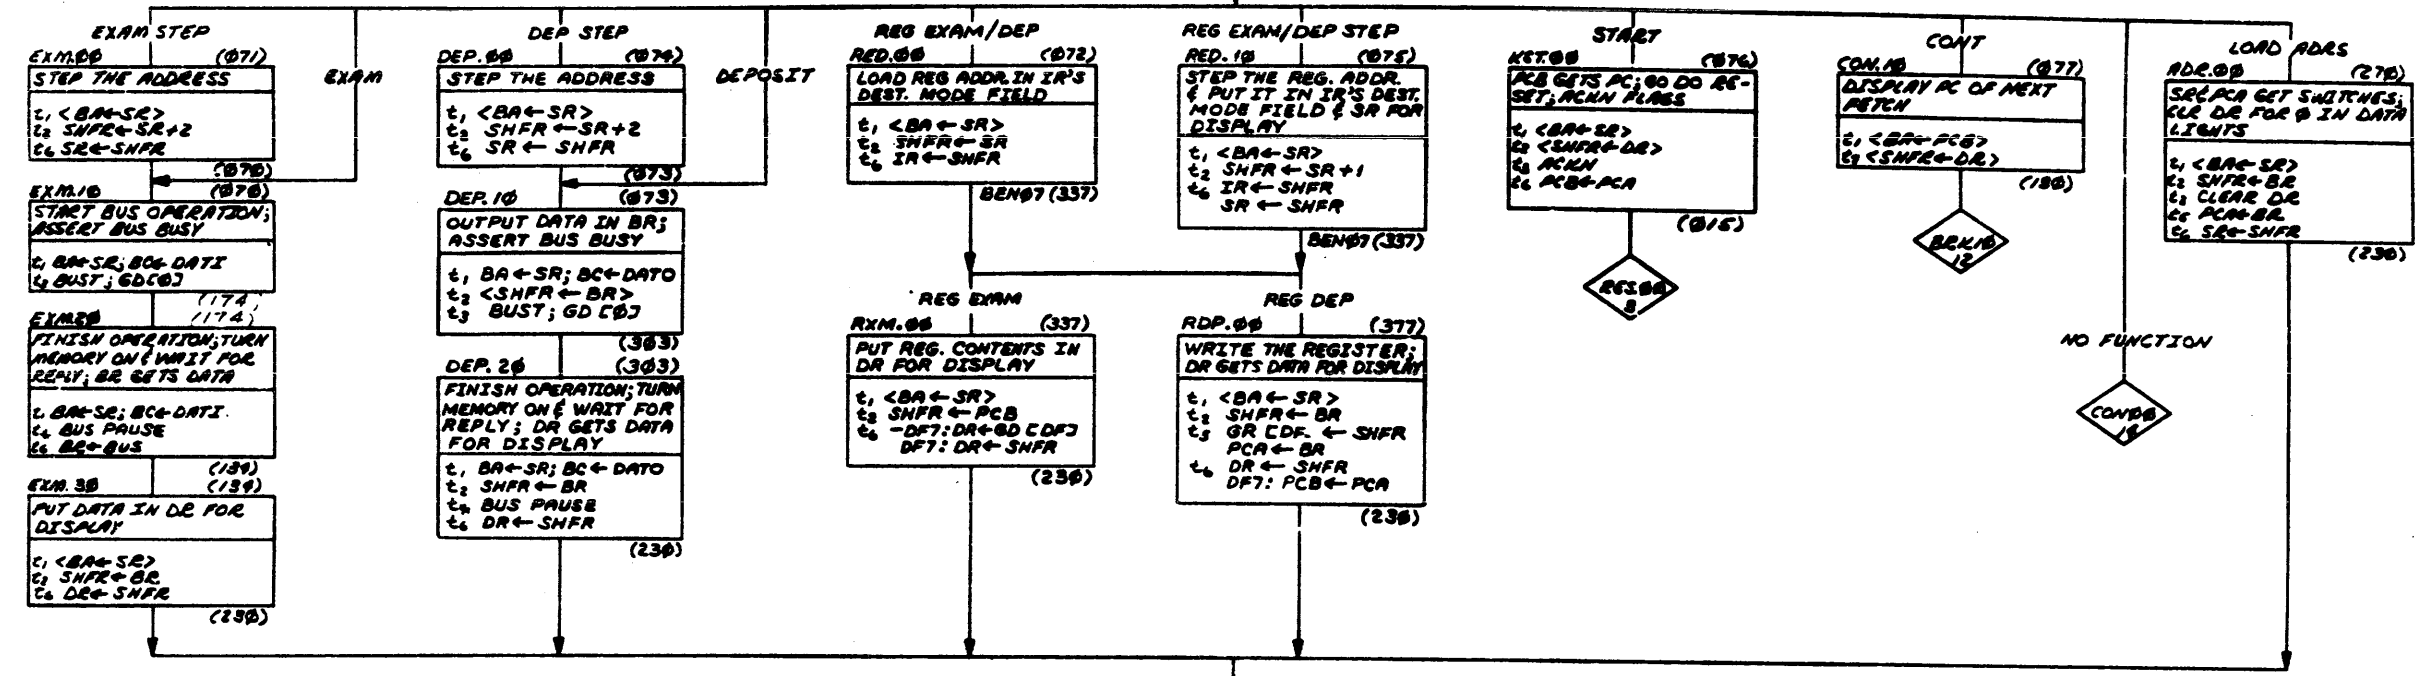 EXAM STEP
EXM.00 (071)
STEP THE ADDRESS
t1 <BA←SR>
t2 SHFR←SR+2
t6 SR←SHFR
(070)
EXAM
EXM.10 (070)
START BUS OPERATION;
ASSERT BUS BUSY
t1 BA←SR; BC←DATI
t3 BUST; GD[0]
(174)
EXM.20 (174)
FINISH OPERATION; TURN
MEMORY ON & WAIT FOR
REPLY; BR GETS DATA
t1 BA←SR; BC←DATI.
t4 BUS PAUSE
t6 BR←BUS
(134)
EXM.30 (134)
PUT DATA IN DR FOR
DISPLAY
t1 <BA←SR>
t2 SHFR←BR
t6 DR←SHFR
(230)
DEP STEP
DEP.00 (074)
STEP THE ADDRESS
t1 <BA←SR>
t2 SHFR←SR+2
t6 SR←SHFR
(073)
DEPOSIT
DEP.10 (073)
OUTPUT DATA IN BR;
ASSERT BUS BUSY
t1 BA←SR; BC←DATO
t2 <SHFR←BR>
t3 BUST; GD[0]
(303)
DEP.20 (303)
FINISH OPERATION; TURN
MEMORY ON & WAIT FOR
REPLY; DR GETS DATA
FOR DISPLAY
t1 BA←SR; BC←DATO
t2 SHFR←BR
t4 BUS PAUSE
t6 DR←SHFR
(230)
REG EXAM/DEP
RED.00 (072)
LOAD REG ADDR. IN IR'S
DEST. MODE FIELD
t1 <BA←SR>
t2 SHFR←SR
t6 IR←SHFR
BEN07 (337)
REG EXAM/DEP STEP
RED.10 (075)
STEP THE REG. ADDR.
& PUT IT IN IR'S DEST.
MODE FIELD & SR FOR
DISPLAY
t1 <BA←SR>
t2 SHFR←SR+1
t6 IR←SHFR
SR←SHFR
BEN07 (337)
REG EXAM
RXM.00 (337)
PUT REG. CONTENTS IN
DR FOR DISPLAY
t1 <BA←SR>
t2 SHFR←PCB
t6 -DF7: DR←GD[DF]
DF7: DR←SHFR
(230)
REG DEP
RDP.00 (377)
WRITE THE REGISTER;
DR GETS DATA FOR DISPLAY
t1 <BA←SR>
t2 SHFR←BR
t5 GR[DF. ←SHFR
PCA←BR
t6 DR←SHFR
DF7: PCB←PCA
(230)
START
KST.00 (076)
PCB GETS PC; GO DO RE-
SET; ACKN FLAGS
t1 <BA←SR>
t2 <SHFR←DR>
t3 ACKN
t6 PCB←PCA
(015)
RES.00
8
CONT
CON.10 (077)
DISPLAY PC OF NEXT
FETCH
t1 <BA←PCB>
t2 <SHFR←DR>
(130)
BRK.10
12
NO FUNCTION
CON.00
LOAD ADRS
ADR.00 (270)
SR & PCA GET SWITCHES;
CLR DR FOR 0 IN DATA
LIGHTS
t1 <BA←SR>
t2 SHFR←BR
t3 CLEAR DR
t5 PCA←BR
t6 SR←SHFR
(230)